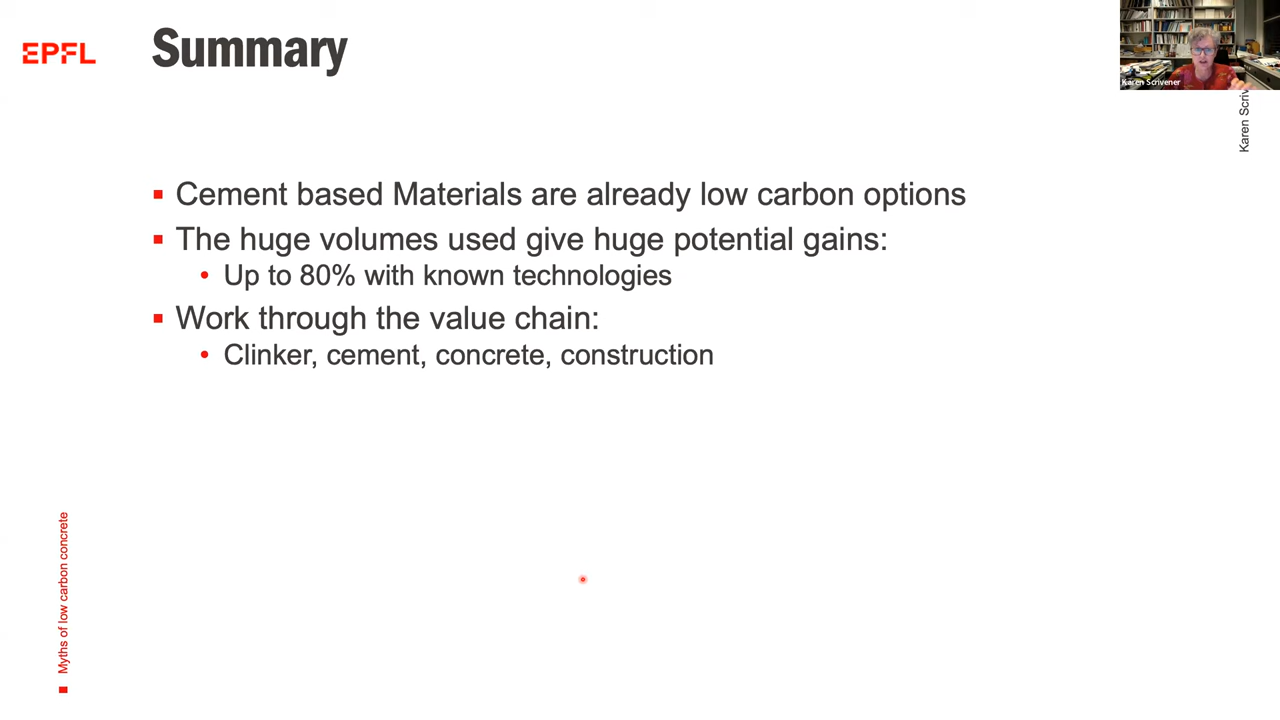 EPFL
Summary
Karen Scrivener
Karen Scriv
Cement based Materials are already low carbon options
The huge volumes used give huge potential gains:
Up to 80% with known technologies
Work through the value chain:
Clinker, cement, concrete, construction
Myths of low carbon concrete